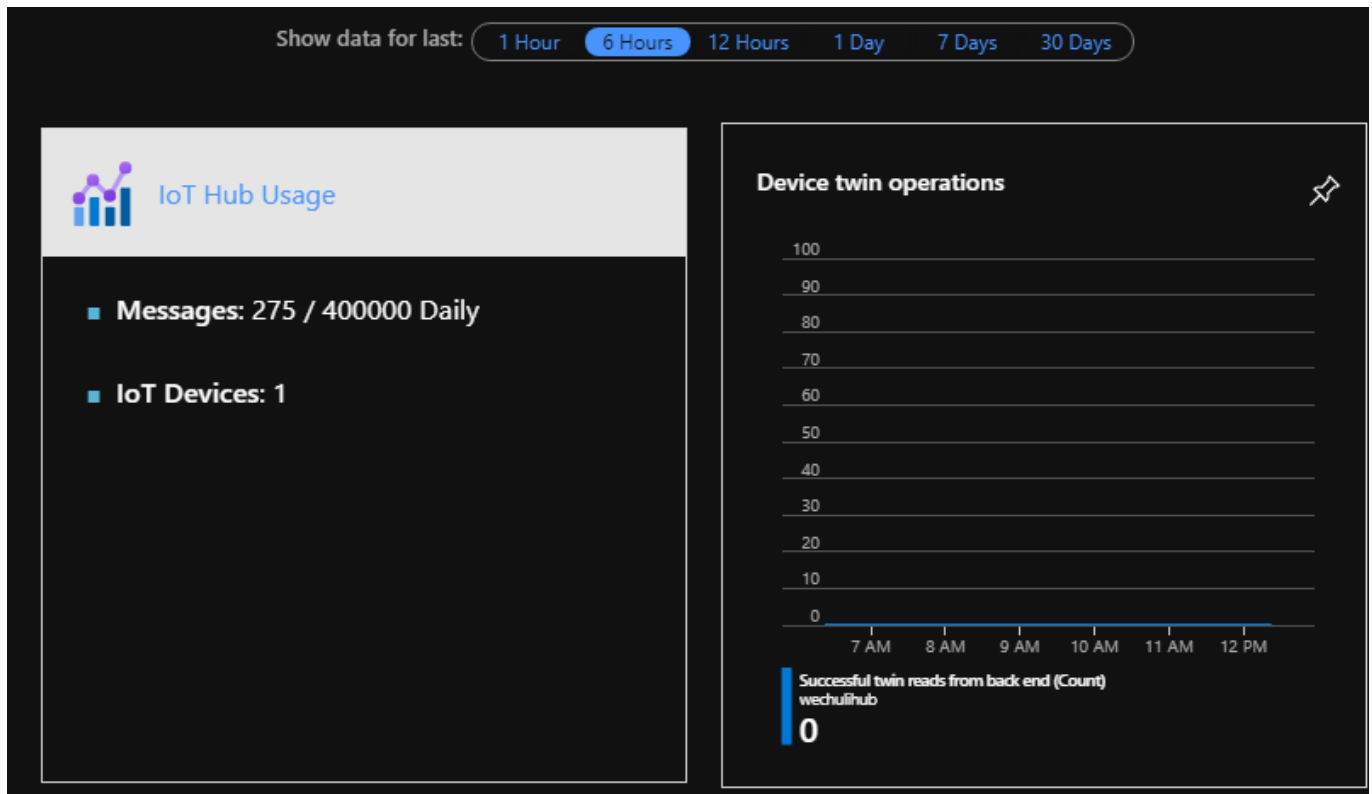 Show data for last: 1 Hour 6 Hours 12 Hours 1 Day 7 Days 30 Days
IoT Hub Usage
Messages: 275 / 400000 Daily
IoT Devices: 1
Device twin operations
100
90
80
70
60
50
40
30
20
10
0
7 AM 8 AM 9 AM 10 AM 11 AM 12 PM
Successful twin reads from back end (Count)
wechulihub
0